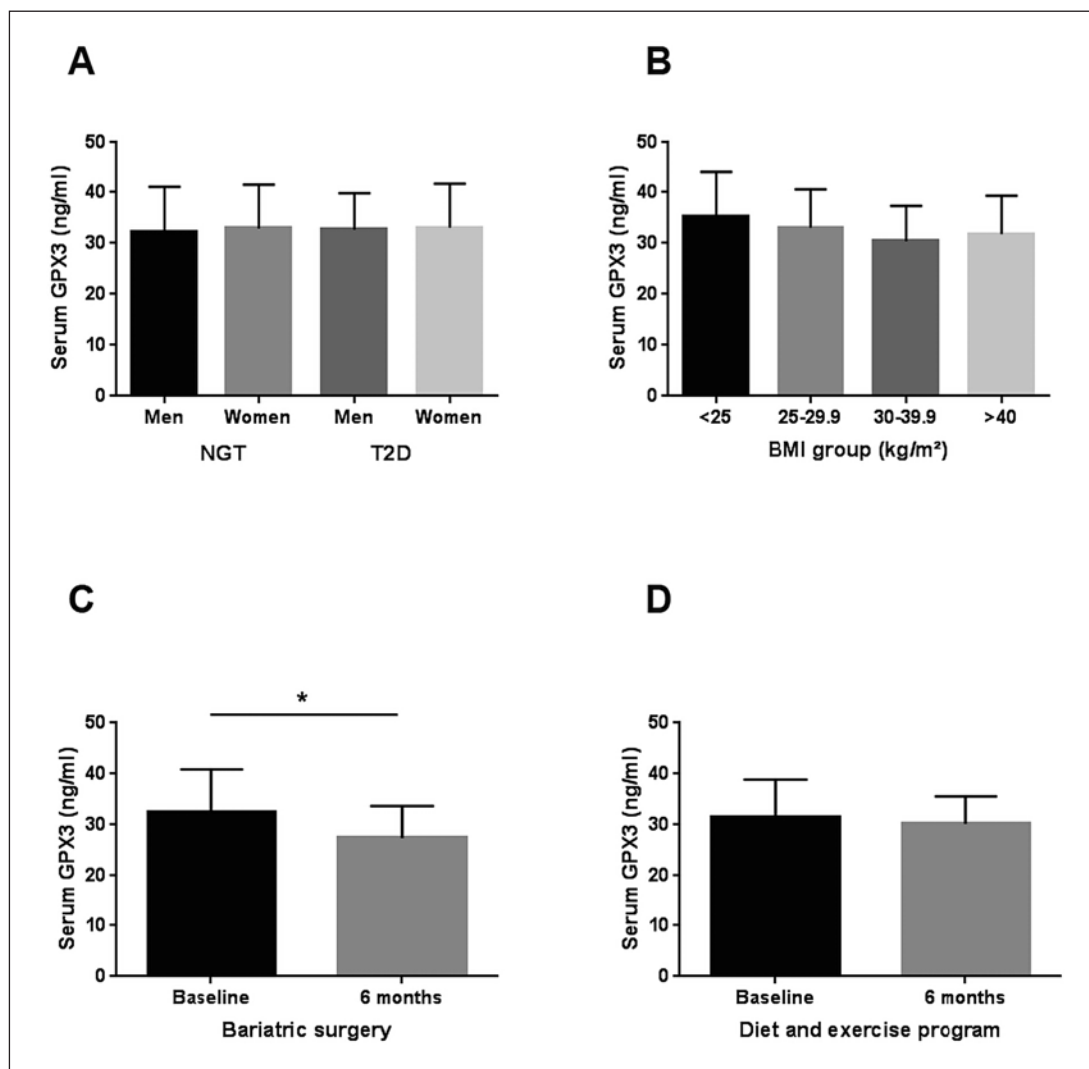 A
Serum GPX3 (ng/ml)
50
40
30
20
10
0
Men Women Men Women
NGT T2D
B
Serum GPX3 (ng/ml)
50
40
30
20
10
0
<25 25-29.9 30-39.9 >40
BMI group (kg/m²)
C
*
Serum GPX3 (ng/ml)
50
40
30
20
10
0
Baseline 6 months
Bariatric surgery
D
Serum GPX3 (ng/ml)
50
40
30
20
10
0
Baseline 6 months
Diet and exercise program